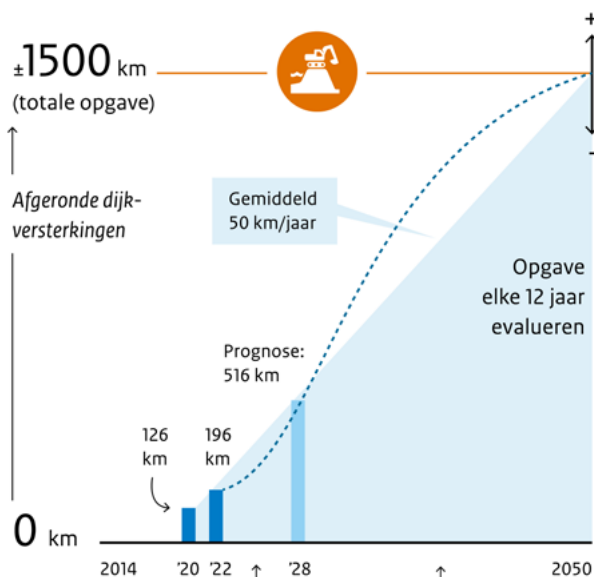 ±1500 km
(totale opgave)
+
-
Afgeronde dijk-
versterkingen
Gemiddeld
50 km/jaar
Opgave
elke 12 jaar
evalueren
Prognose:
516 km
126
km
196
km
0 km
2014 '20 '22 '28 2050